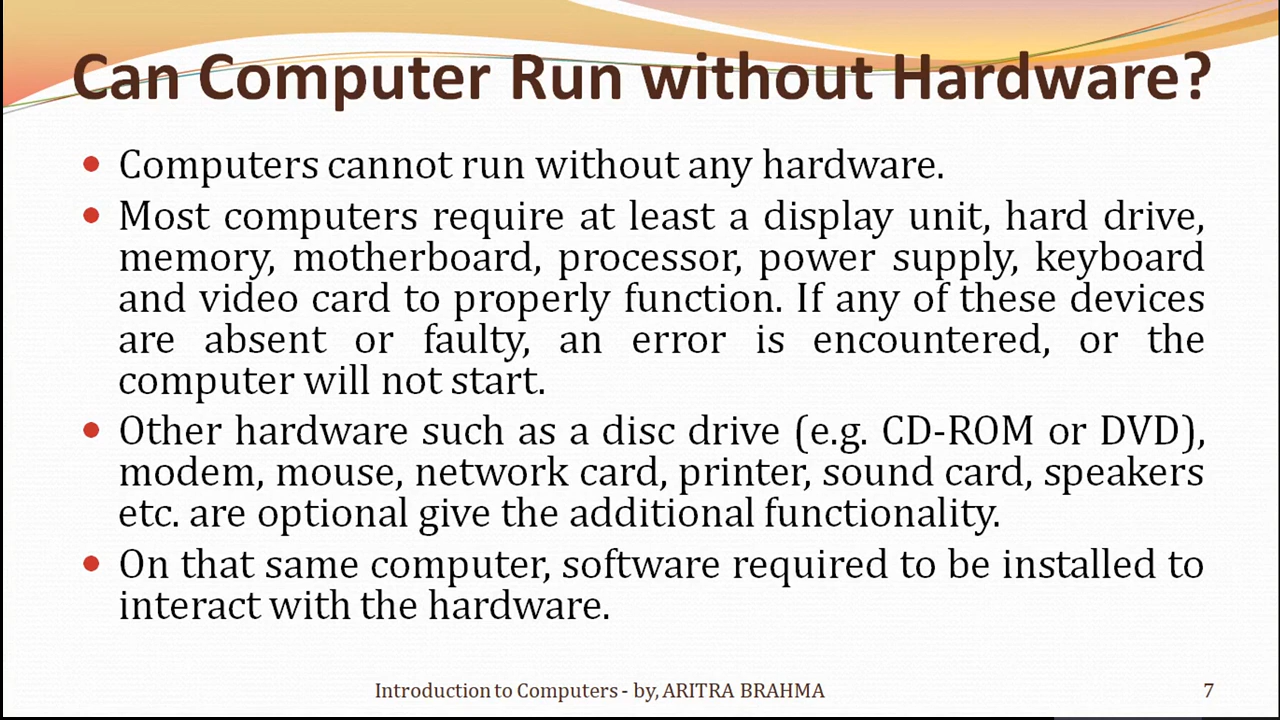 Can Computer Run without Hardware?
• Computers cannot run without any hardware.
• Most computers require at least a display unit, hard drive,
memory, motherboard, processor, power supply, keyboard
and video card to properly function. If any of these devices
are absent or faulty, an error is encountered, or the
computer will not start.
• Other hardware such as a disc drive (e.g. CD-ROM or DVD),
modem, mouse, network card, printer, sound card, speakers
etc. are optional give the additional functionality.
• On that same computer, software required to be installed to
interact with the hardware.
Introduction to Computers - by, ARITRA BRAHMA
7